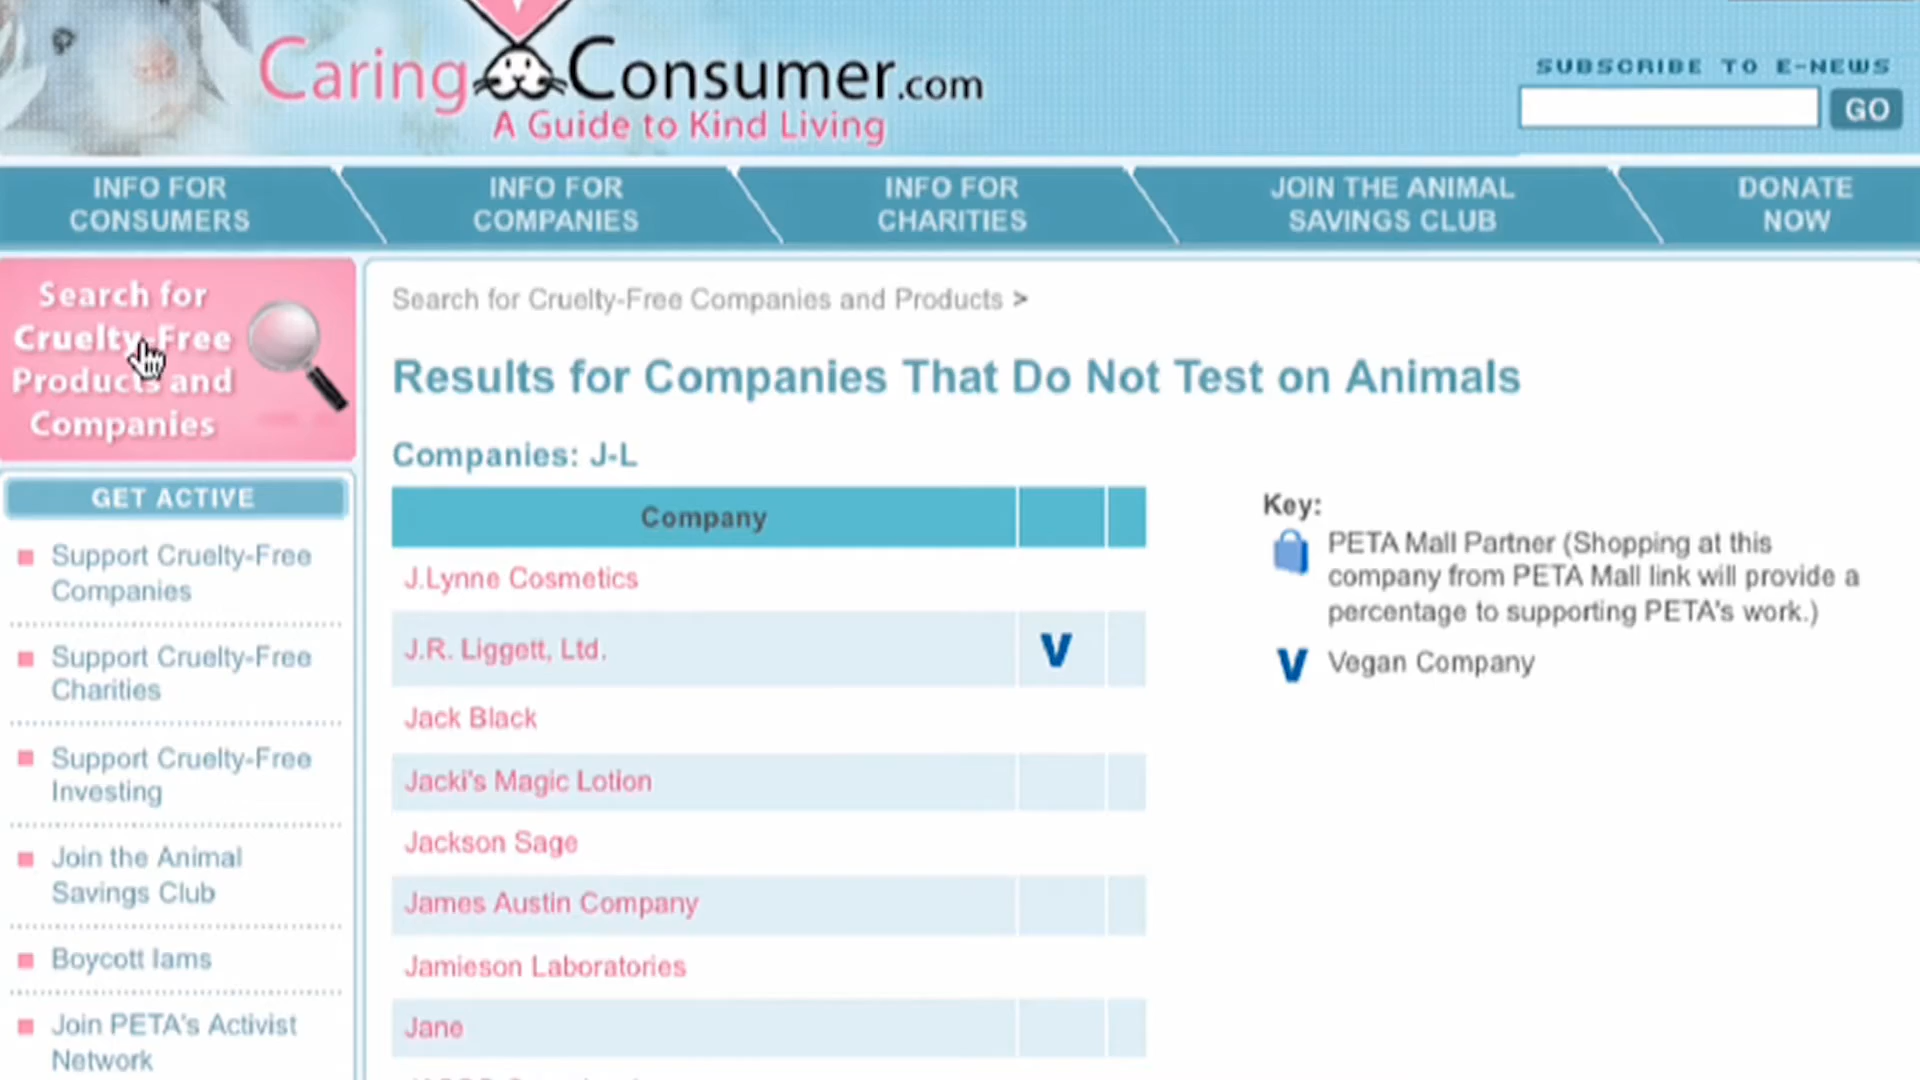 Caring Consumer.com
A Guide to Kind Living
SUBSCRIBE TO E-NEWS
GO
INFO FOR
CONSUMERS
INFO FOR
COMPANIES
INFO FOR
CHARITIES
JOIN THE ANIMAL
SAVINGS CLUB
DONATE
NOW
Search for
Cruelty-Free
Products and
Companies
GET ACTIVE
Support Cruelty-Free
Companies
Support Cruelty-Free
Charities
Support Cruelty-Free
Investing
Join the Animal
Savings Club
Boycott Iams
Join PETA's Activist
Network
Search for Cruelty-Free Companies and Products >
Results for Companies That Do Not Test on Animals
Companies: J-L
Company
J.Lynne Cosmetics
J.R. Liggett, Ltd. V
Jack Black
Jacki's Magic Lotion
Jackson Sage
James Austin Company
Jamieson Laboratories
Jane
Key:
PETA Mall Partner (Shopping at this
company from PETA Mall link will provide a
percentage to supporting PETA's work.)
V Vegan Company